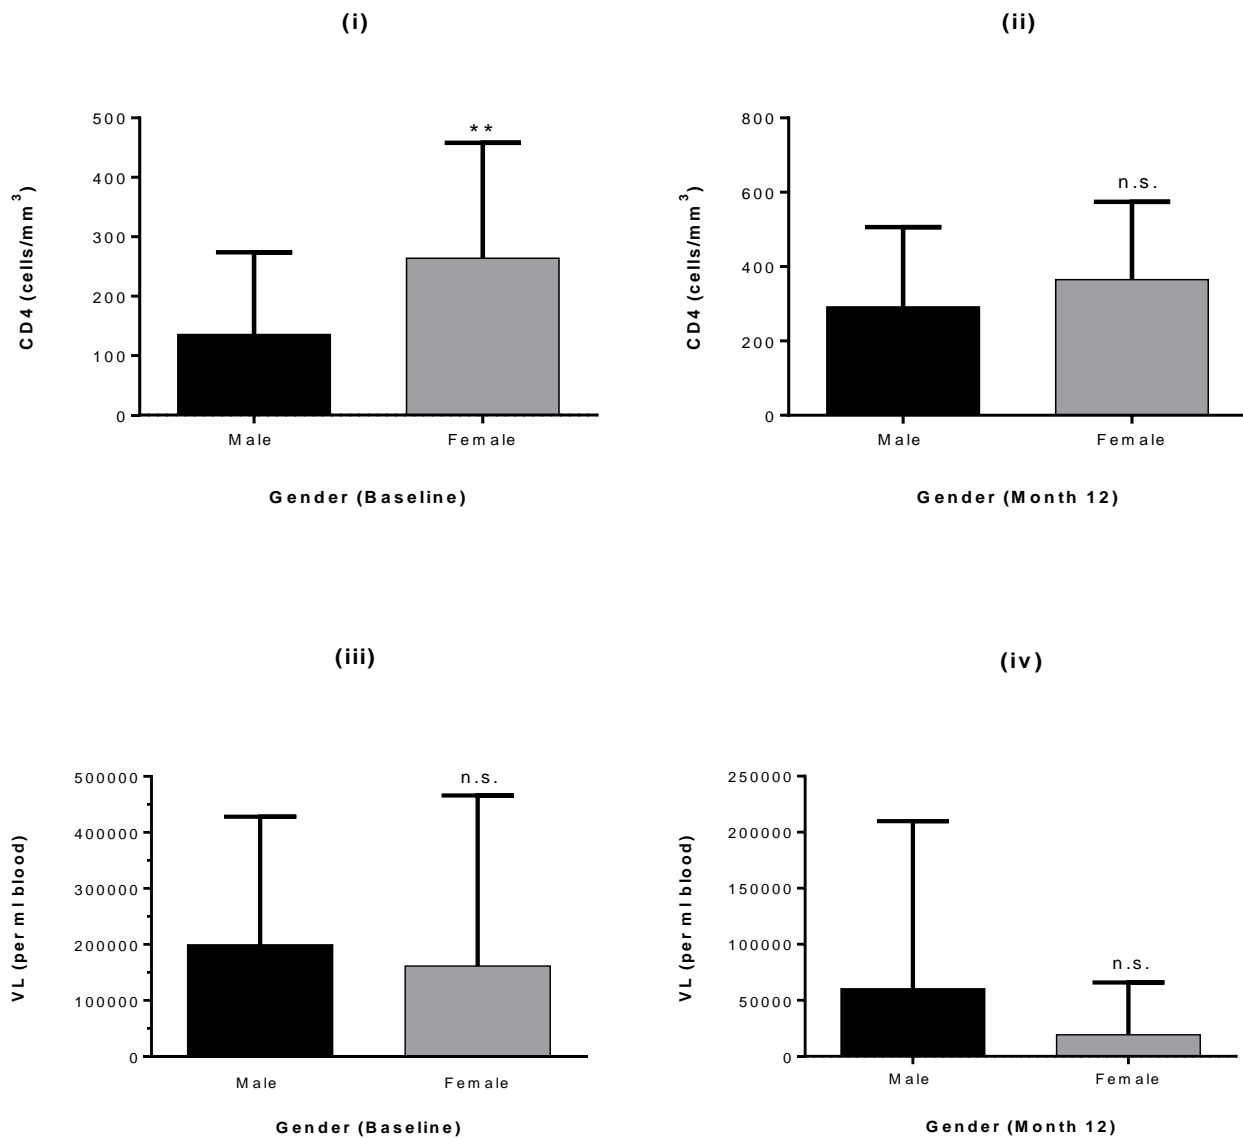 (i)
500
400
300
200
100
0
CD4 (cells/mm³)
**
Male
Female
Gender (Baseline)
(ii)
800
600
400
200
0
CD4 (cells/mm³)
n.s.
Male
Female
Gender (Month 12)
(iii)
500000
400000
300000
200000
100000
0
VL (per ml blood)
n.s.
Male
Female
Gender (Baseline)
(iv)
250000
200000
150000
100000
50000
0
VL (per ml blood)
n.s.
Male
Female
Gender (Month 12)